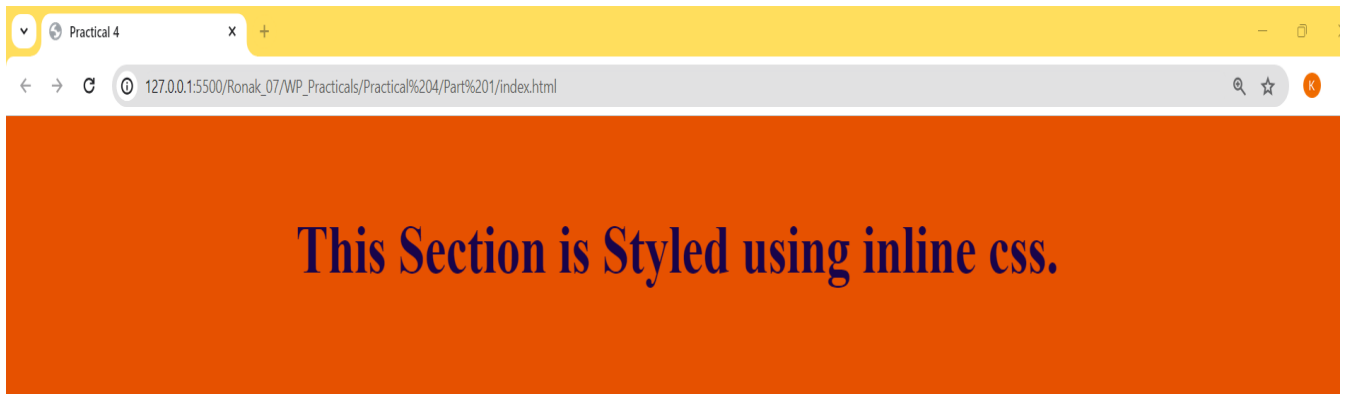 Practical 4
127.0.0.1:5500/Ronak_07/WP_Practicals/Practical%204/Part%201/index.html
K
This Section is Styled using inline css.